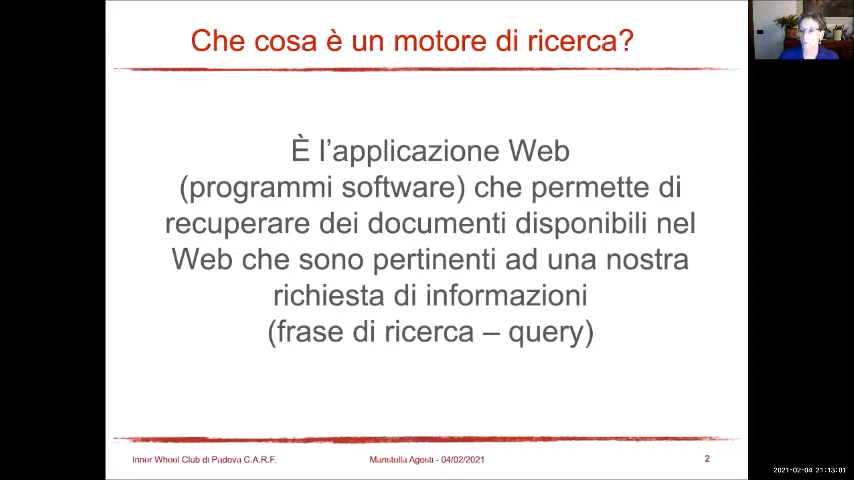 Che cosa è un motore di ricerca?
È l'applicazione Web
(programmi software) che permette di
recuperare dei documenti disponibili nel
Web che sono pertinenti ad una nostra
richiesta di informazioni
(frase di ricerca – query)
Inner Wheel Club di Padova C.A.R.F.
Maristella Agosti - 04/02/2021
2
2021-02-04 21:13:01